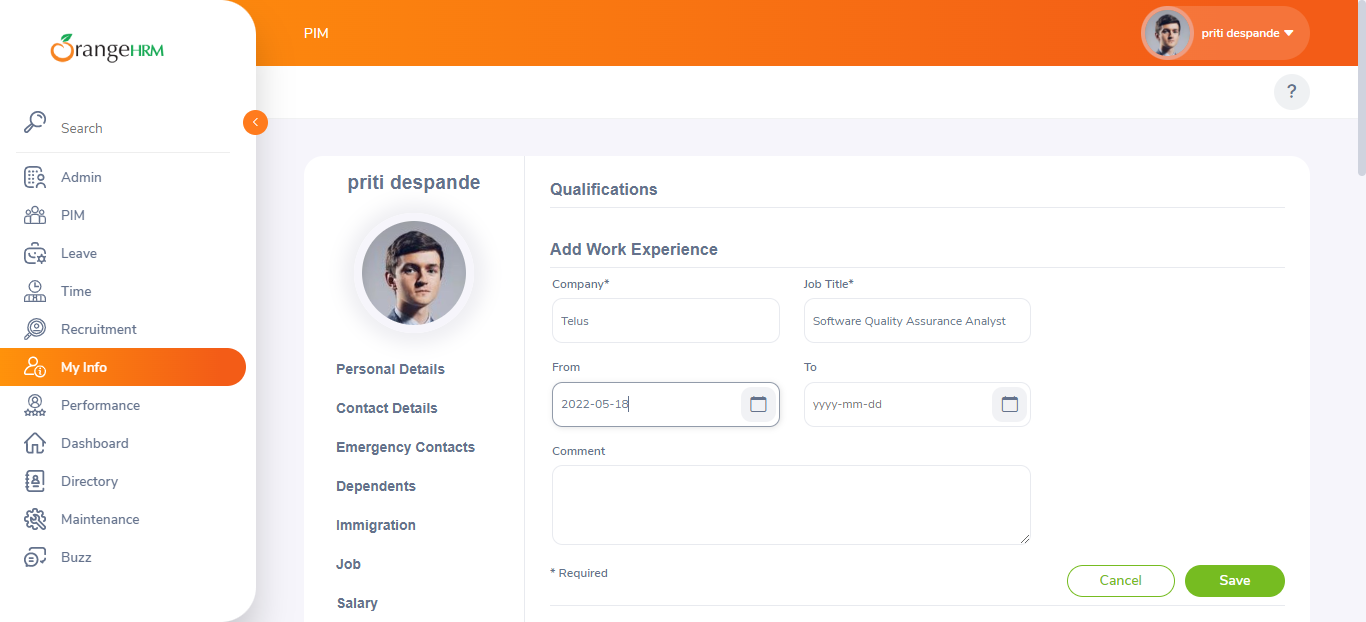 OrangeHRM
PIM
priti despande
?
Search
Admin
PIM
Leave
Time
Recruitment
My Info
Performance
Dashboard
Directory
Maintenance
Buzz
priti despande
Personal Details
Contact Details
Emergency Contacts
Dependents
Immigration
Job
Salary
Qualifications
Add Work Experience
Company* Job Title*
Telus Software Quality Assurance Analyst
From To
2022-05-18 yyyy-mm-dd
Comment
* Required
Cancel Save